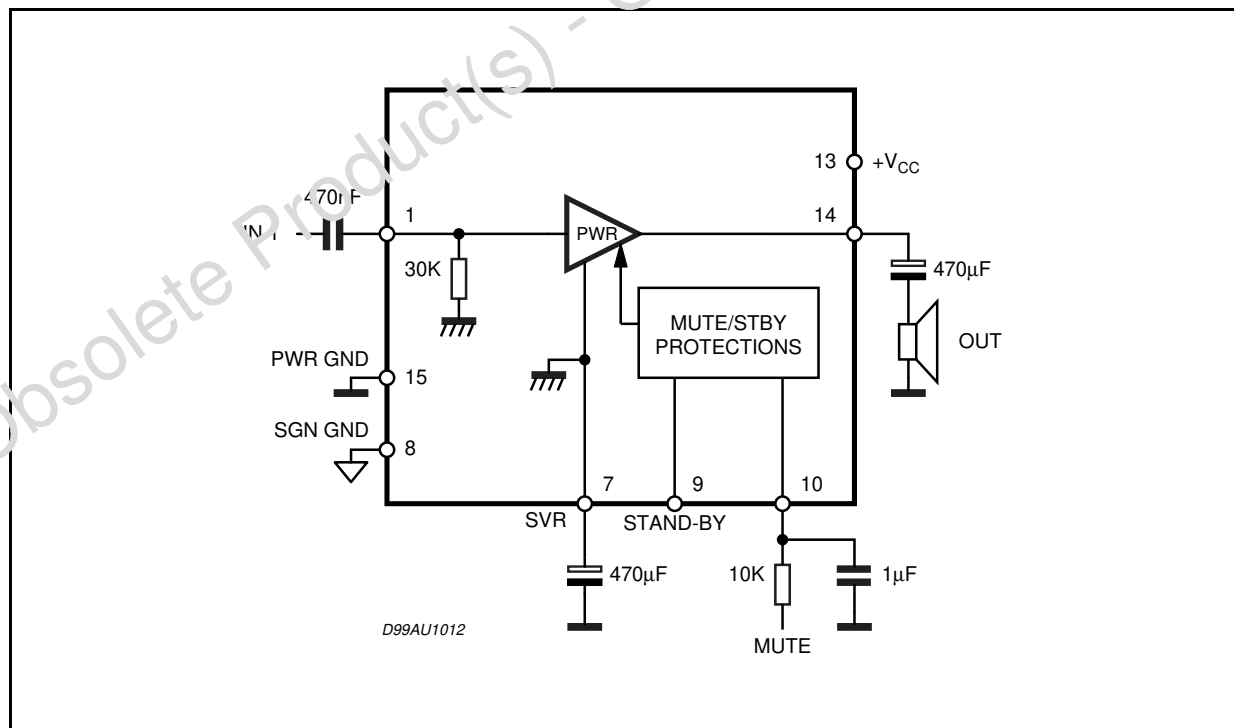 Obsolete Product(s) -
13
+VCC
470nF
1
14
PWR
30K
470µF
MUTE/STBY
PROTECTIONS
OUT
PWR GND
15
SGN GND
8
7
9
10
SVR
STAND-BY
470µF
10K
1µF
D99AU1012
MUTE